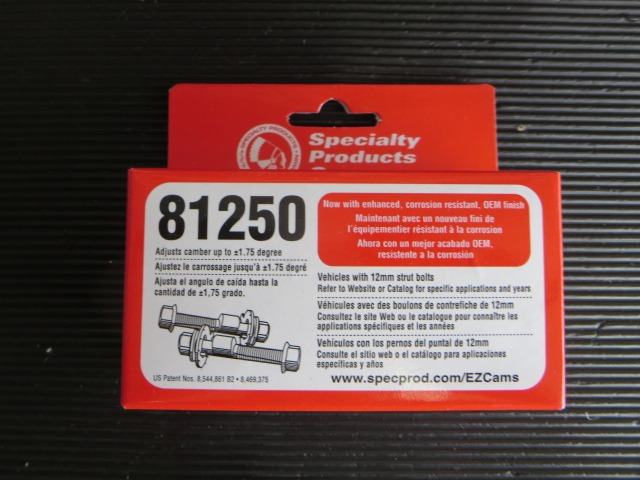 Specialty
Products
81250
Adjusts camber up to ±1.75 degree
Ajustez le carrossage jusqu'à ±1.75 degré
Ajusta el angulo de caída hasta la
cantidad de ±1,75 grado.
US Patent Nos. 8,544,861 B2 • 8,469,375
Now with enhanced, corrosion resistant, OEM finish
Maintenant avec un nouveau fini de
l'équipementier résistant à la corrosion
Ahora con un mejor acabado OEM,
resistente a la corrosión
Vehicles with 12mm strut bolts
Refer to Website or Catalog for specific applications and years
Véhicules avec des boulons de contrefiche de 12mm
Consultez le site Web ou le catalogue pour connaître les
applications spécifiques et les années
Vehículos con los pernos del puntal de 12mm
Consulte el sitio web o el catálogo para aplicaciones
específicas y años
www.specprod.com/EZCams